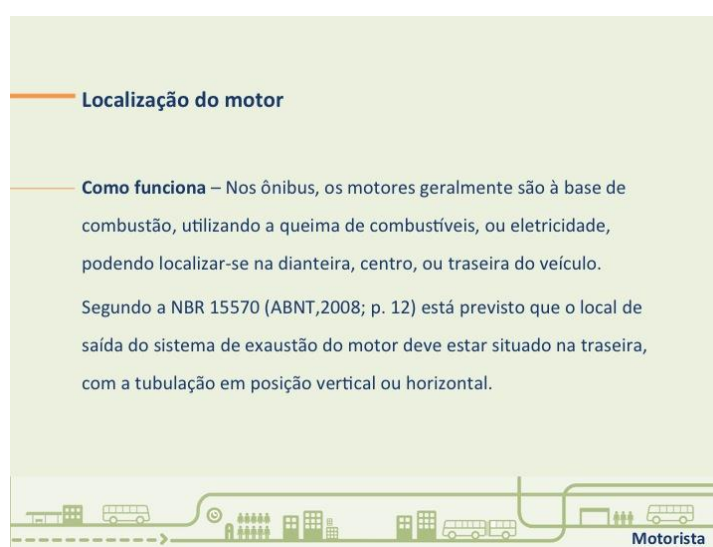 Localização do motor
Como funciona – Nos ônibus, os motores geralmente são à base de
combustão, utilizando a queima de combustíveis, ou eletricidade,
podendo localizar-se na dianteira, centro, ou traseira do veículo.
Segundo a NBR 15570 (ABNT,2008; p. 12) está previsto que o local de
saída do sistema de exaustão do motor deve estar situado na traseira,
com a tubulação em posição vertical ou horizontal.
Motorista